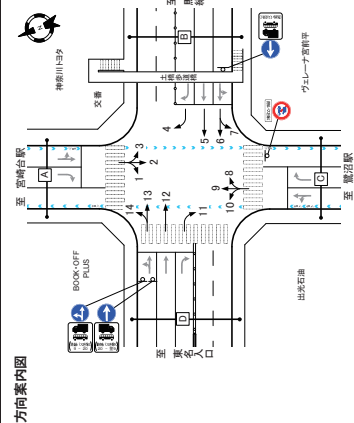 方向案内図
至 宮崎台駅
A
神奈川トヨタ
交番
土橋歩道橋
至
B
ヴェレーナ宮前平
至 鷺沼駅
C
出光石油
至 東名入口
D
BOOK・OFF
PLUS
1
2
3
4
5
6
7
8
9
10
11
12
13
14